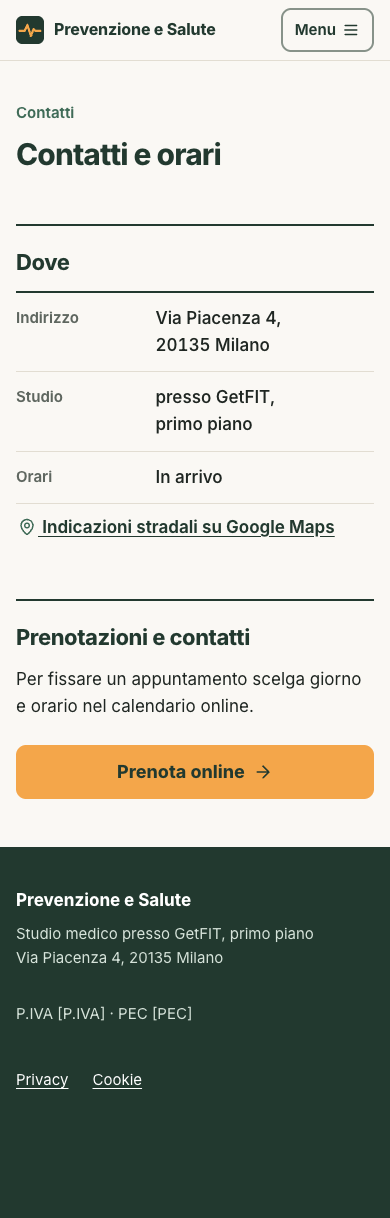 Prevenzione e Salute
Menu
Contatti
Contatti e orari
Dove
Indirizzo
Via Piacenza 4,
20135 Milano
Studio
presso GetFIT,
primo piano
Orari
In arrivo
Indicazioni stradali su Google Maps
Prenotazioni e contatti
Per fissare un appuntamento scelga giorno
e orario nel calendario online.
Prenota online
Prevenzione e Salute
Studio medico presso GetFIT, primo piano
Via Piacenza 4, 20135 Milano
P.IVA [P.IVA] · PEC [PEC]
Privacy Cookie